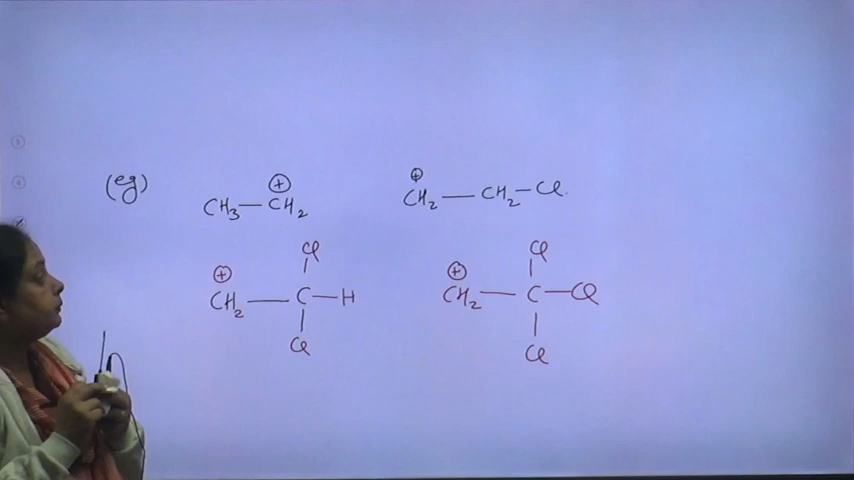 (eg) CH3—CH2 ⊕ ⊕ CH2—CH2—Cl
Cl Cl
⊕ CH2—C—H ⊕ CH2—C—Cl
Cl Cl